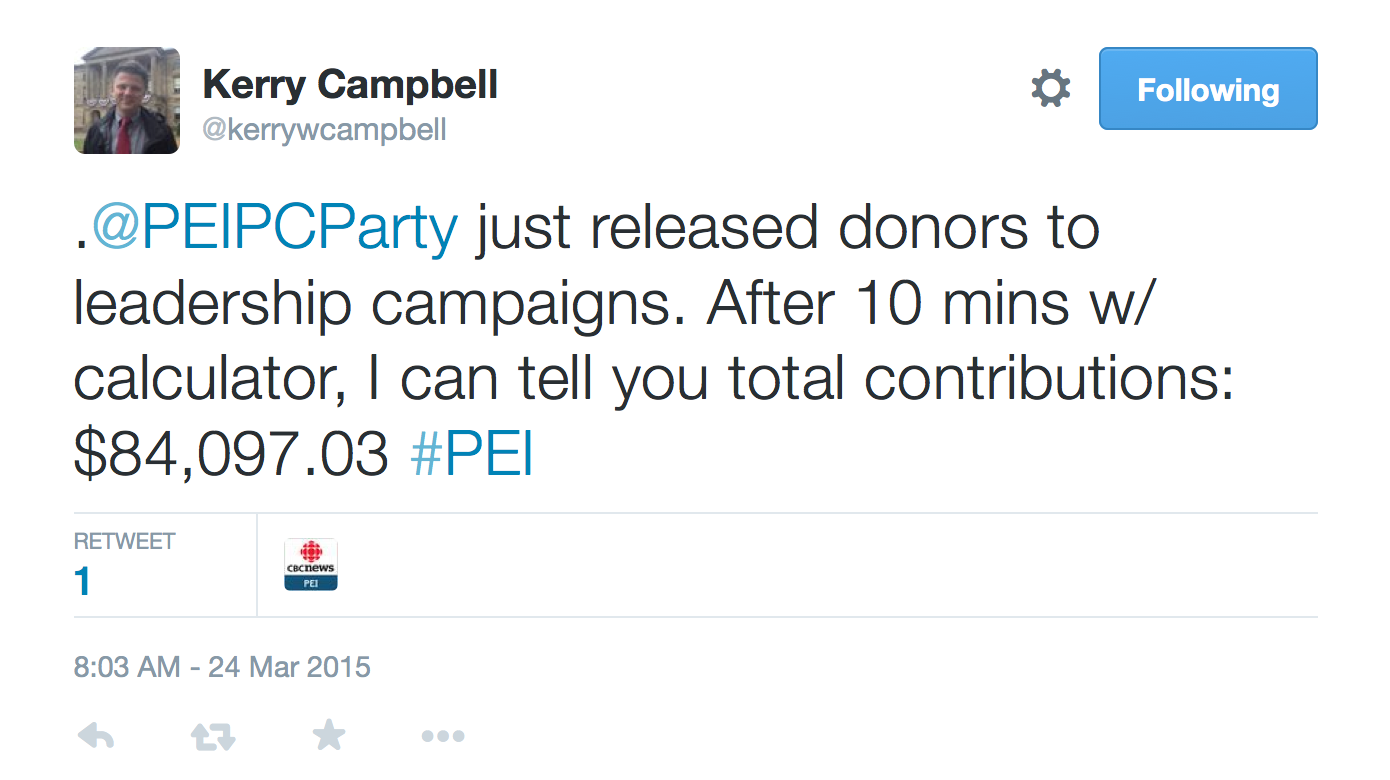 Kerry Campbell
@kerrywcampbell
Following
.@PEIPCParty just released donors to
leadership campaigns. After 10 mins w/
calculator, I can tell you total contributions:
$84,097.03 #PEI
RETWEET
1
CBCnews
PEI
8:03 AM - 24 Mar 2015